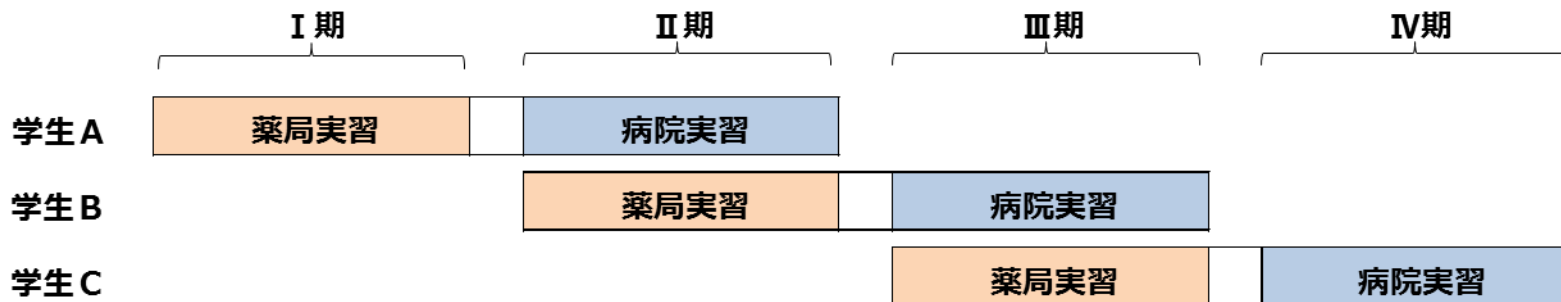 Ⅰ期 Ⅱ期 Ⅲ期 Ⅳ期
学生A 薬局実習 病院実習
学生B 薬局実習 病院実習
学生C 薬局実習 病院実習